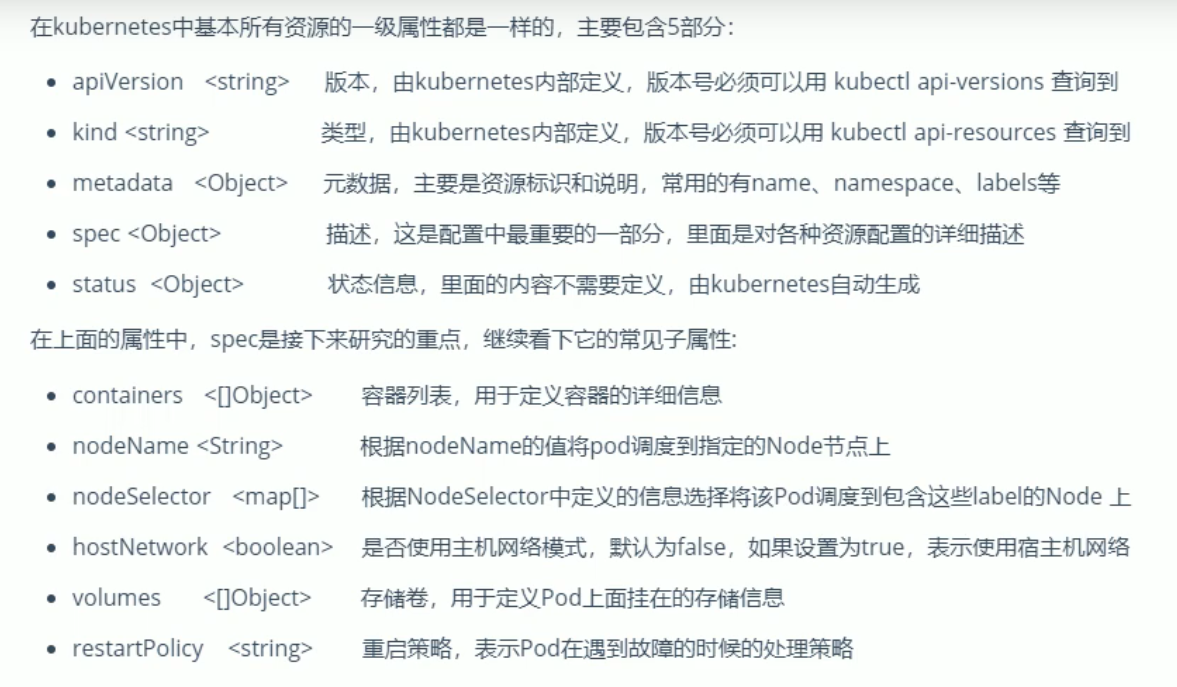 在kubernetes中基本所有资源的一级属性都是一样的，主要包含5部分：
• apiVersion <string> 版本，由kubernetes内部定义，版本号必须可以用 kubectl api-versions 查询到
• kind <string> 类型，由kubernetes内部定义，版本号必须可以用 kubectl api-resources 查询到
• metadata <Object> 元数据，主要是资源标识和说明，常用的有name、namespace、labels等
• spec <Object> 描述，这是配置中最重要的一部分，里面是对各种资源配置的详细描述
• status <Object> 状态信息，里面的内容不需要定义，由kubernetes自动生成
在上面的属性中，spec是接下来研究的重点，继续看下它的常见子属性:
• containers <[]Object> 容器列表，用于定义容器的详细信息
• nodeName <String> 根据nodeName的值将pod调度到指定的Node节点上
• nodeSelector <map[]> 根据NodeSelector中定义的信息选择将该Pod调度到包含这些label的Node 上
• hostNetwork <boolean> 是否使用主机网络模式，默认为false，如果设置为true，表示使用宿主机网络
• volumes <[]Object> 存储卷，用于定义Pod上面挂在的存储信息
• restartPolicy <string> 重启策略，表示Pod在遇到故障的时候的处理策略